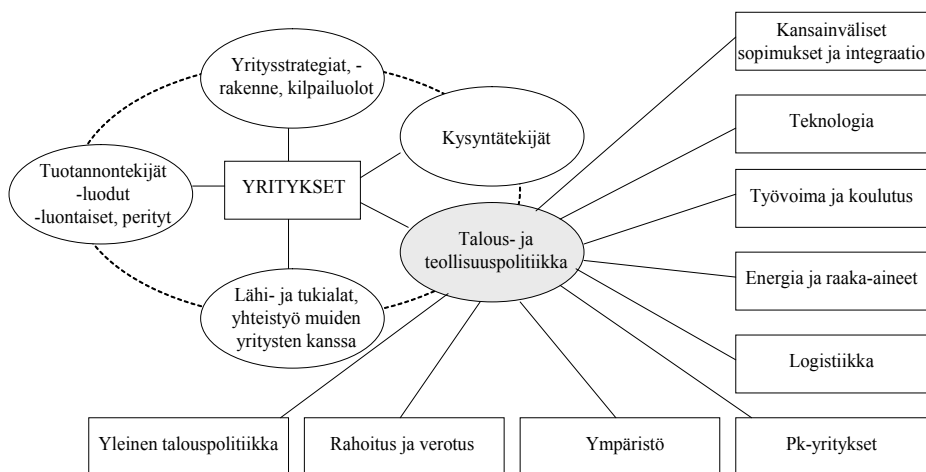 Yritysstrategiat, -
rakenne, kilpailuolot
Kysyntätekijät
Tuotannontekijät
-luodut
-luontaiset, perityt
YRITYKSET
Talous- ja
teollisuuspolitiikka
Lähi- ja tukialat,
yhteistyö muiden
yritysten kanssa
Kansainväliset
sopimukset ja integraatio
Teknologia
Työvoima ja koulutus
Energia ja raaka-aineet
Logistiikka
Yleinen talouspolitiikka
Rahoitus ja verotus
Ympäristö
Pk-yritykset